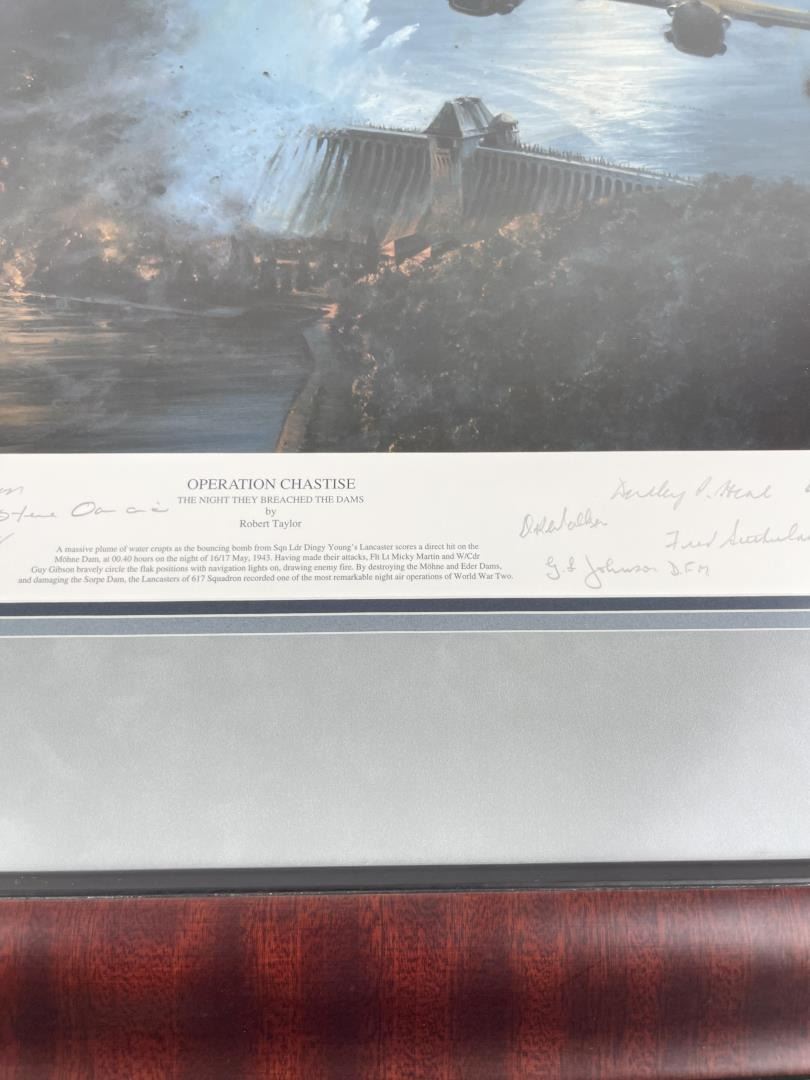 OPERATION CHASTISE
THE NIGHT THEY BREACHED THE DAMS
by
Robert Taylor
A massive plume of water erupts as the bouncing bomb from Sqn Ldr Dingy Young's Lancaster scores a direct hit on the
Möhne Dam, at 00.40 hours on the night of 16/17 May, 1943. Having made their attacks, Flt Lt Micky Martin and W/Cdr
Guy Gibson bravely circle the flak positions with navigation lights on, drawing enemy fire. By destroying the Möhne and Eder Dams,
and damaging the Sorpe Dam, the Lancasters of 617 Squadron recorded one of the most remarkable night air operations of World War Two.
Dudley P. Heal
Fred Sutherla
G.L Johnson D.F.M